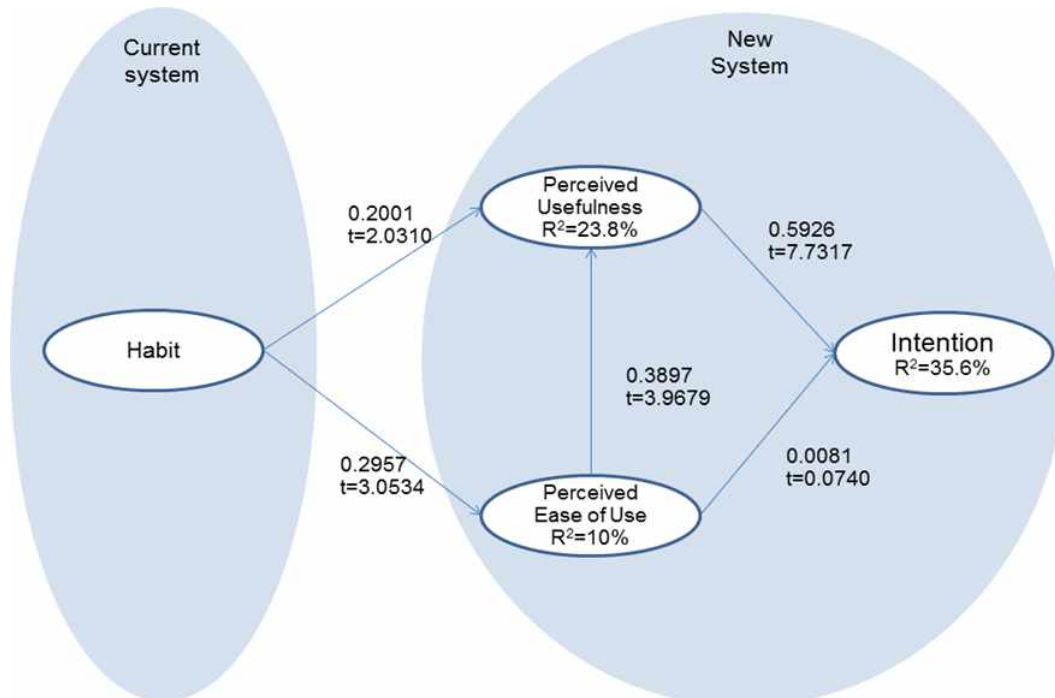 Current
system
New
System
Perceived
Usefulness
R²=23.8%
0.2001
t=2.0310
0.5926
t=7.7317
Habit
Intention
R²=35.6%
0.3897
t=3.9679
0.2957
t=3.0534
0.0081
t=0.0740
Perceived
Ease of Use
R²=10%